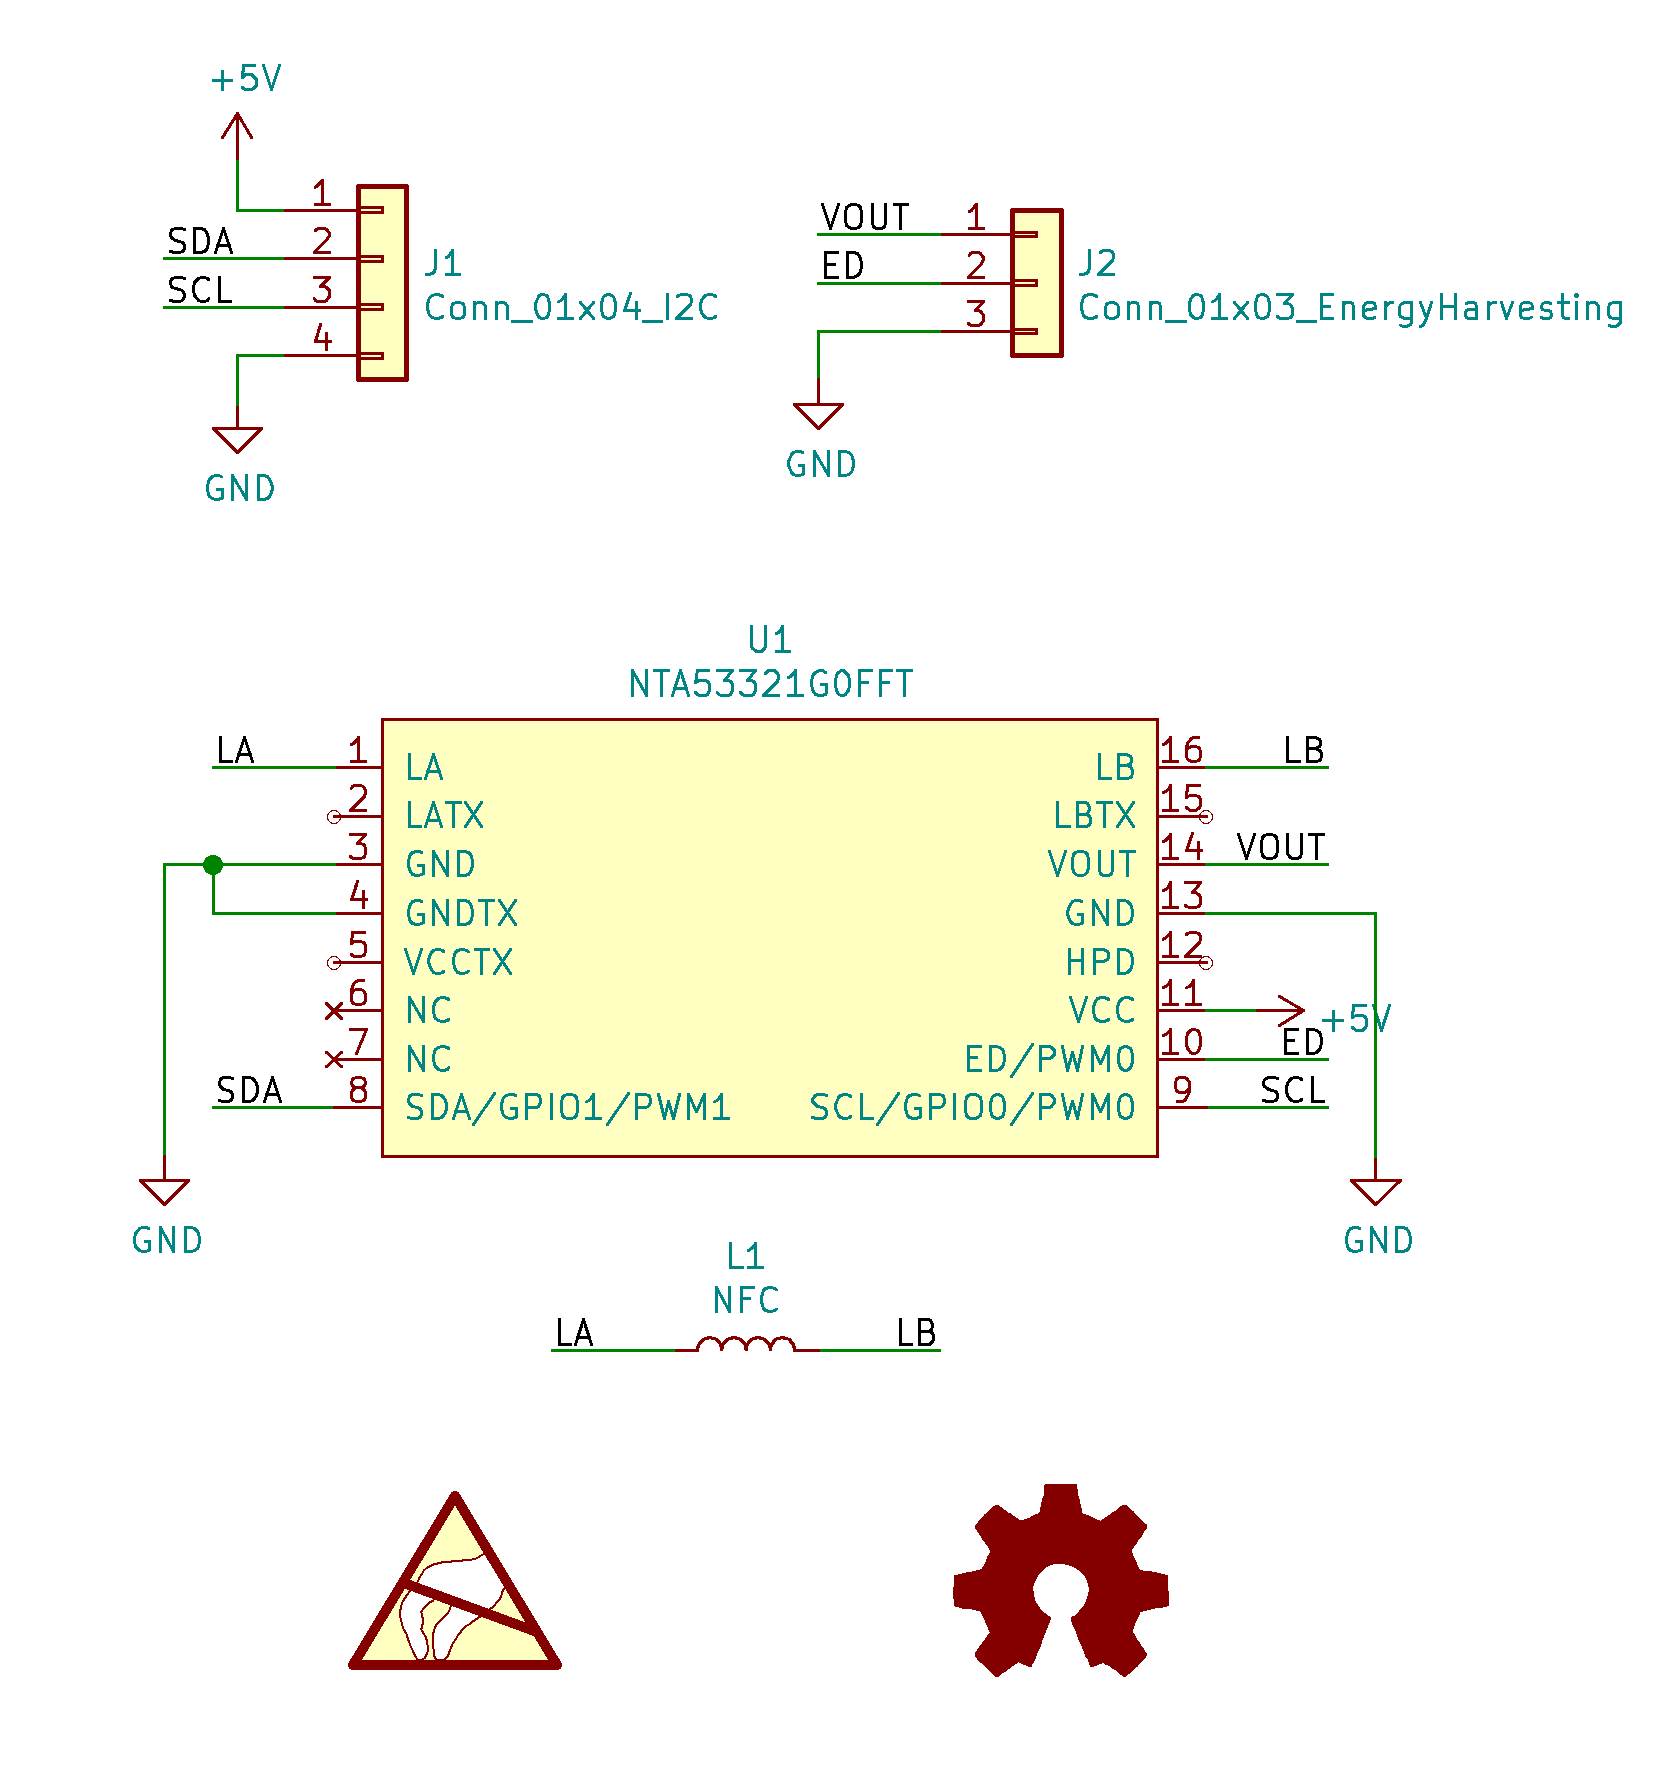 +5V
1
SDA
2
SCL
3
4
J1
Conn_01x04_I2C
GND
VOUT
1
ED
2
3
J2
Conn_01x03_EnergyHarvesting
GND
U1
NTA53321G0FFT
LA
1
LA
2
LATX
3
GND
4
GNDTX
5
VCCTX
6
NC
7
NC
SDA
8
SDA/GPIO1/PWM1
LB
16
LB
LBTX
15
VOUT
14
VOUT
GND
13
HPD
12
VCC
11
+5V
ED/PWM0
10
ED
SCL/GPIO0/PWM0
9
SCL
GND
GND
L1
NFC
LA
LB